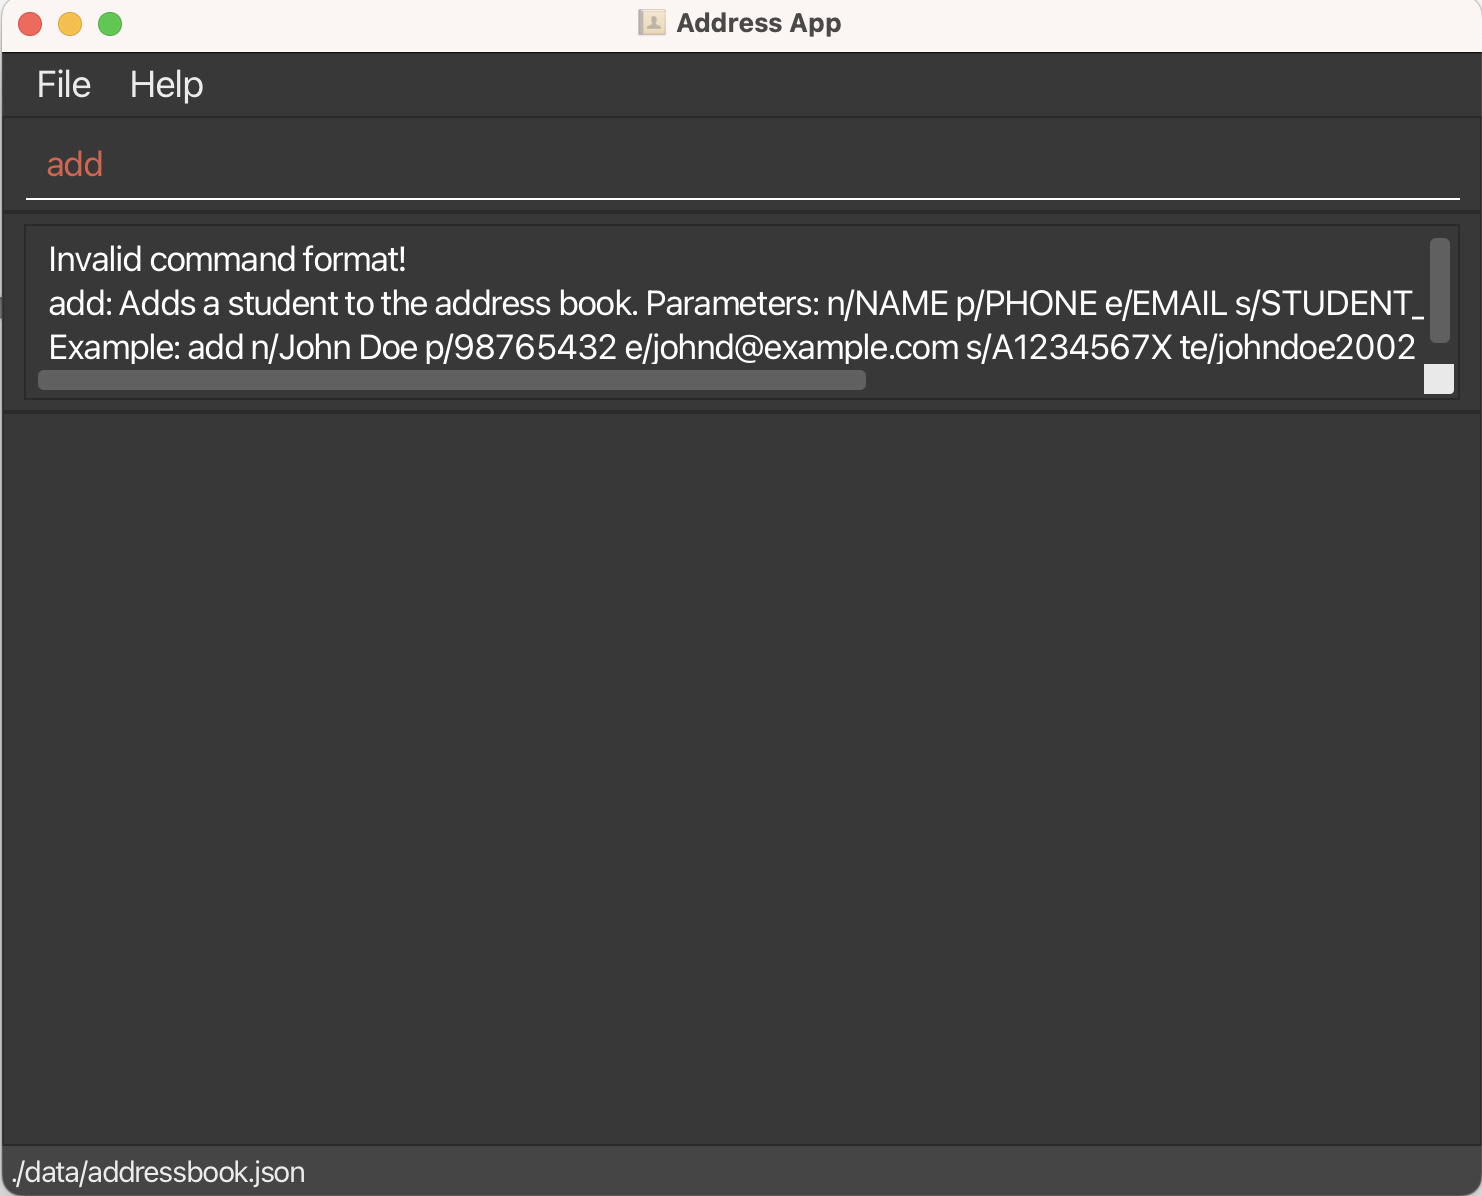 Address App
File Help
add
Invalid command format!
add: Adds a student to the address book. Parameters: n/NAME p/PHONE e/EMAIL s/STUDENT_
Example: add n/John Doe p/98765432 e/johnd@example.com s/A1234567X te/johndoe2002
./data/addressbook.json